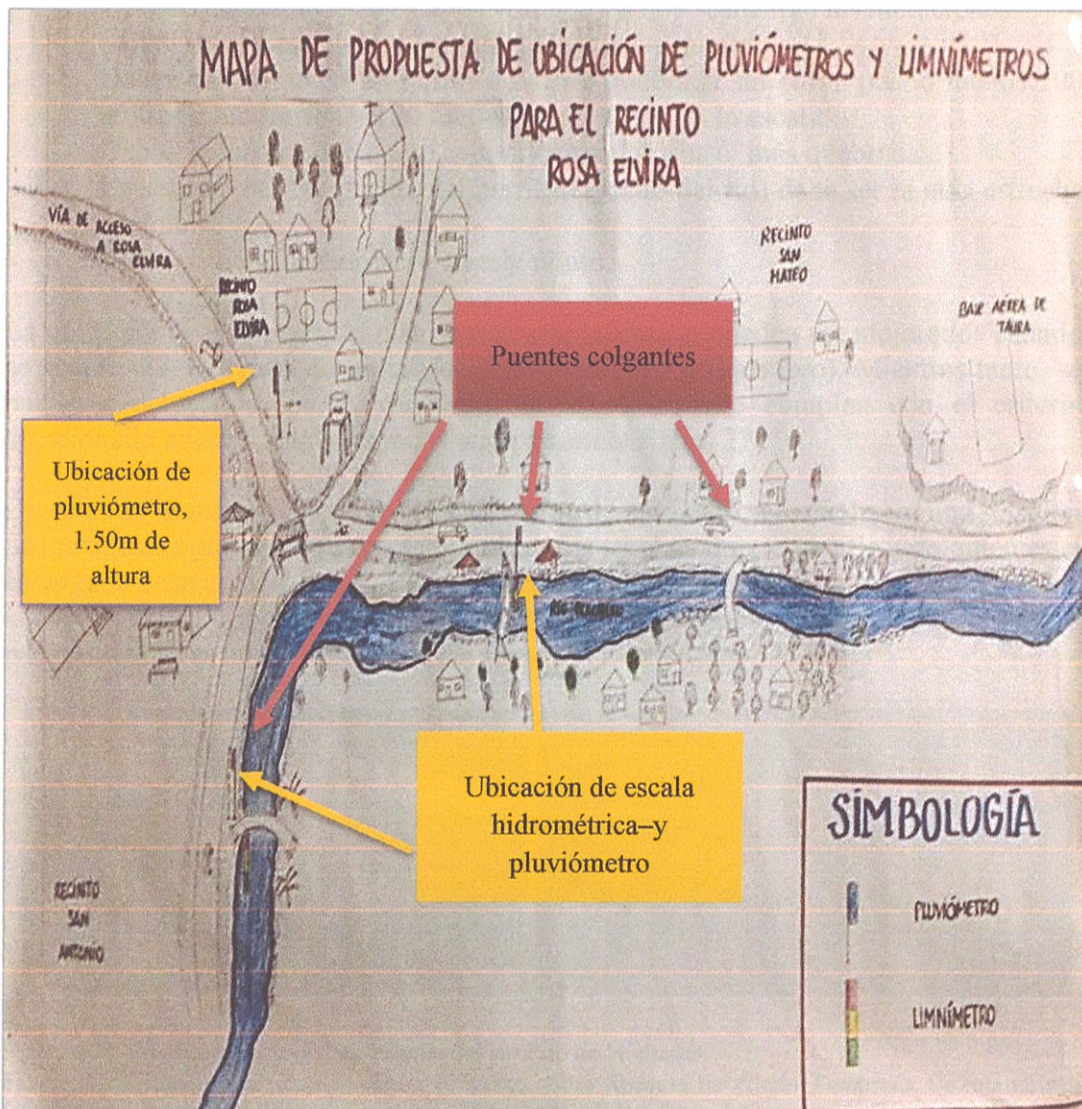 MAPA DE PROPUESTA DE UBICACIÓN DE PLUVIÓMETROS Y LIMNÍMETROS
PARA EL RECINTO
ROSA ELVIRA
VÍA DE ACCESO
A ROSA
ELVIRA
RECINTO
ROSA
ELVIRA
RECINTO
SAN
MATEO
BASE AÉREA DE
TAURA
Puentes colgantes
Ubicación de
pluviómetro,
1.50m de
altura
RÍO
Ubicación de escala
hidrométrica–y
pluviómetro
RECINTO
SAN
ANTONIO
SÍMBOLOGÍA
PLUVIÓMETRO
LIMNÍMETRO